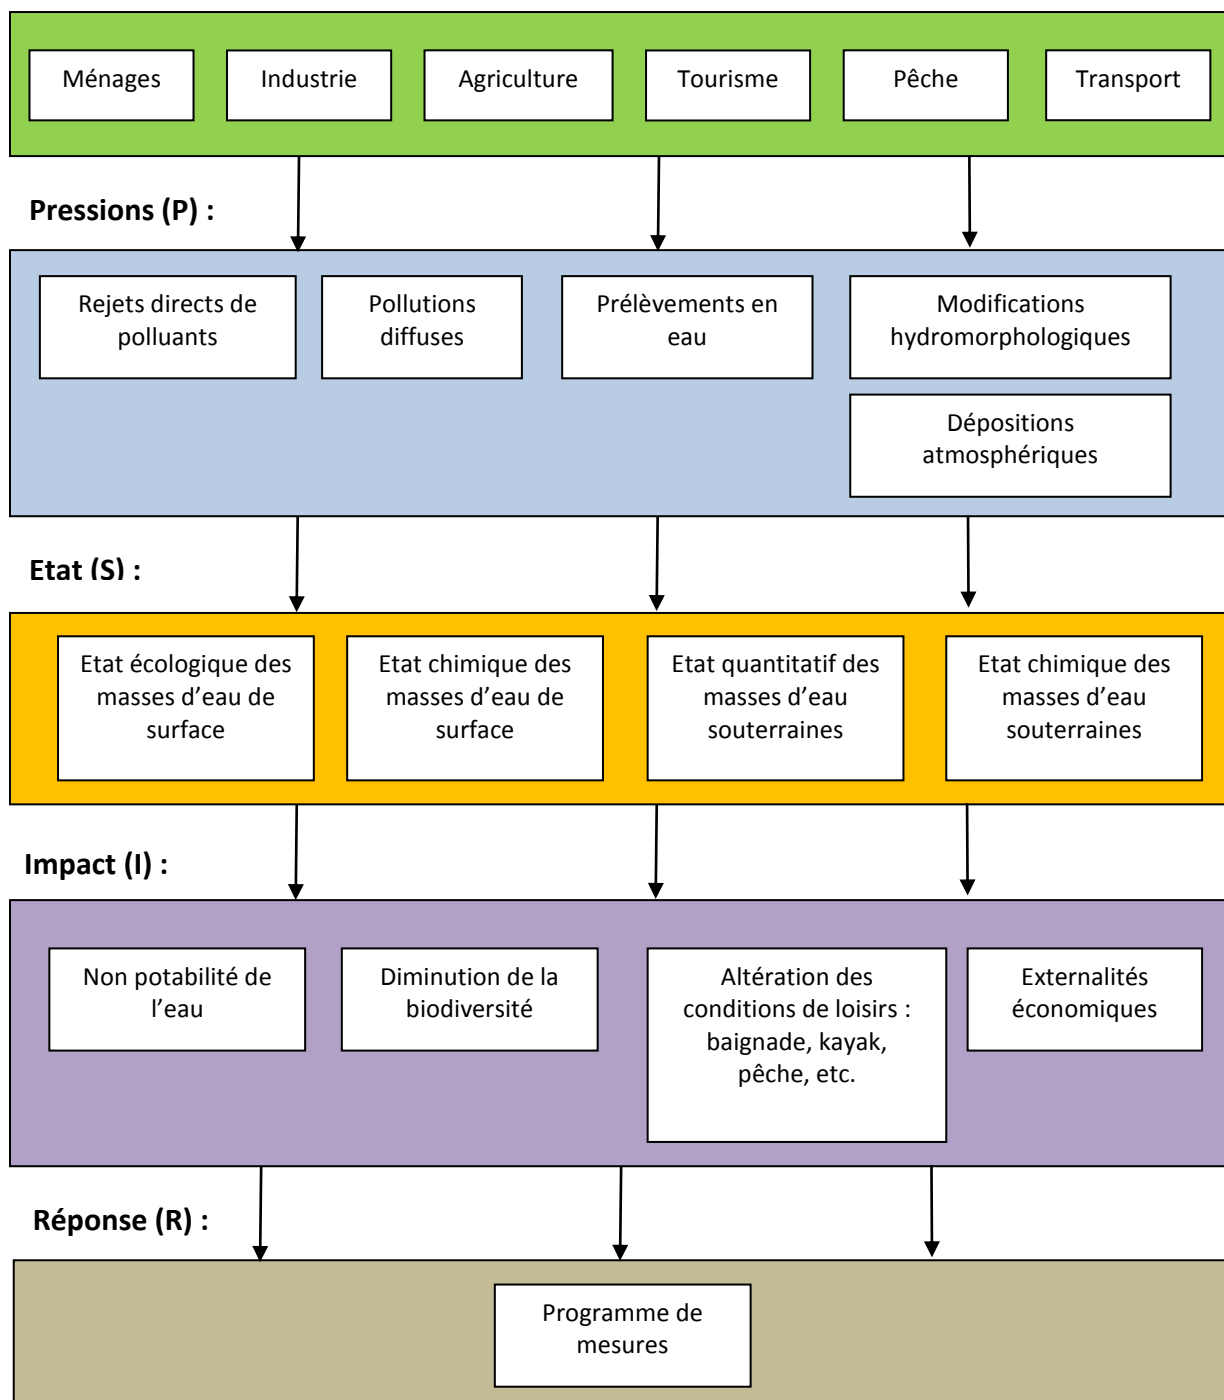 Ménages
Industrie
Agriculture
Tourisme
Pêche
Transport
Pressions (P) :
Rejets directs de
polluants
Pollutions
diffuses
Prélèvements en
eau
Modifications
hydromorphologiques
Dépositions
atmosphériques
Etat (S) :
Etat écologique des
masses d’eau de
surface
Etat chimique des
masses d’eau de
surface
Etat quantitatif des
masses d’eau
souterraines
Etat chimique des
masses d’eau
souterraines
Impact (I) :
Non potabilité de
l’eau
Diminution de la
biodiversité
Altération des
conditions de loisirs :
baignade, kayak,
pêche, etc.
Externalités
économiques
Réponse (R) :
Programme de
mesures